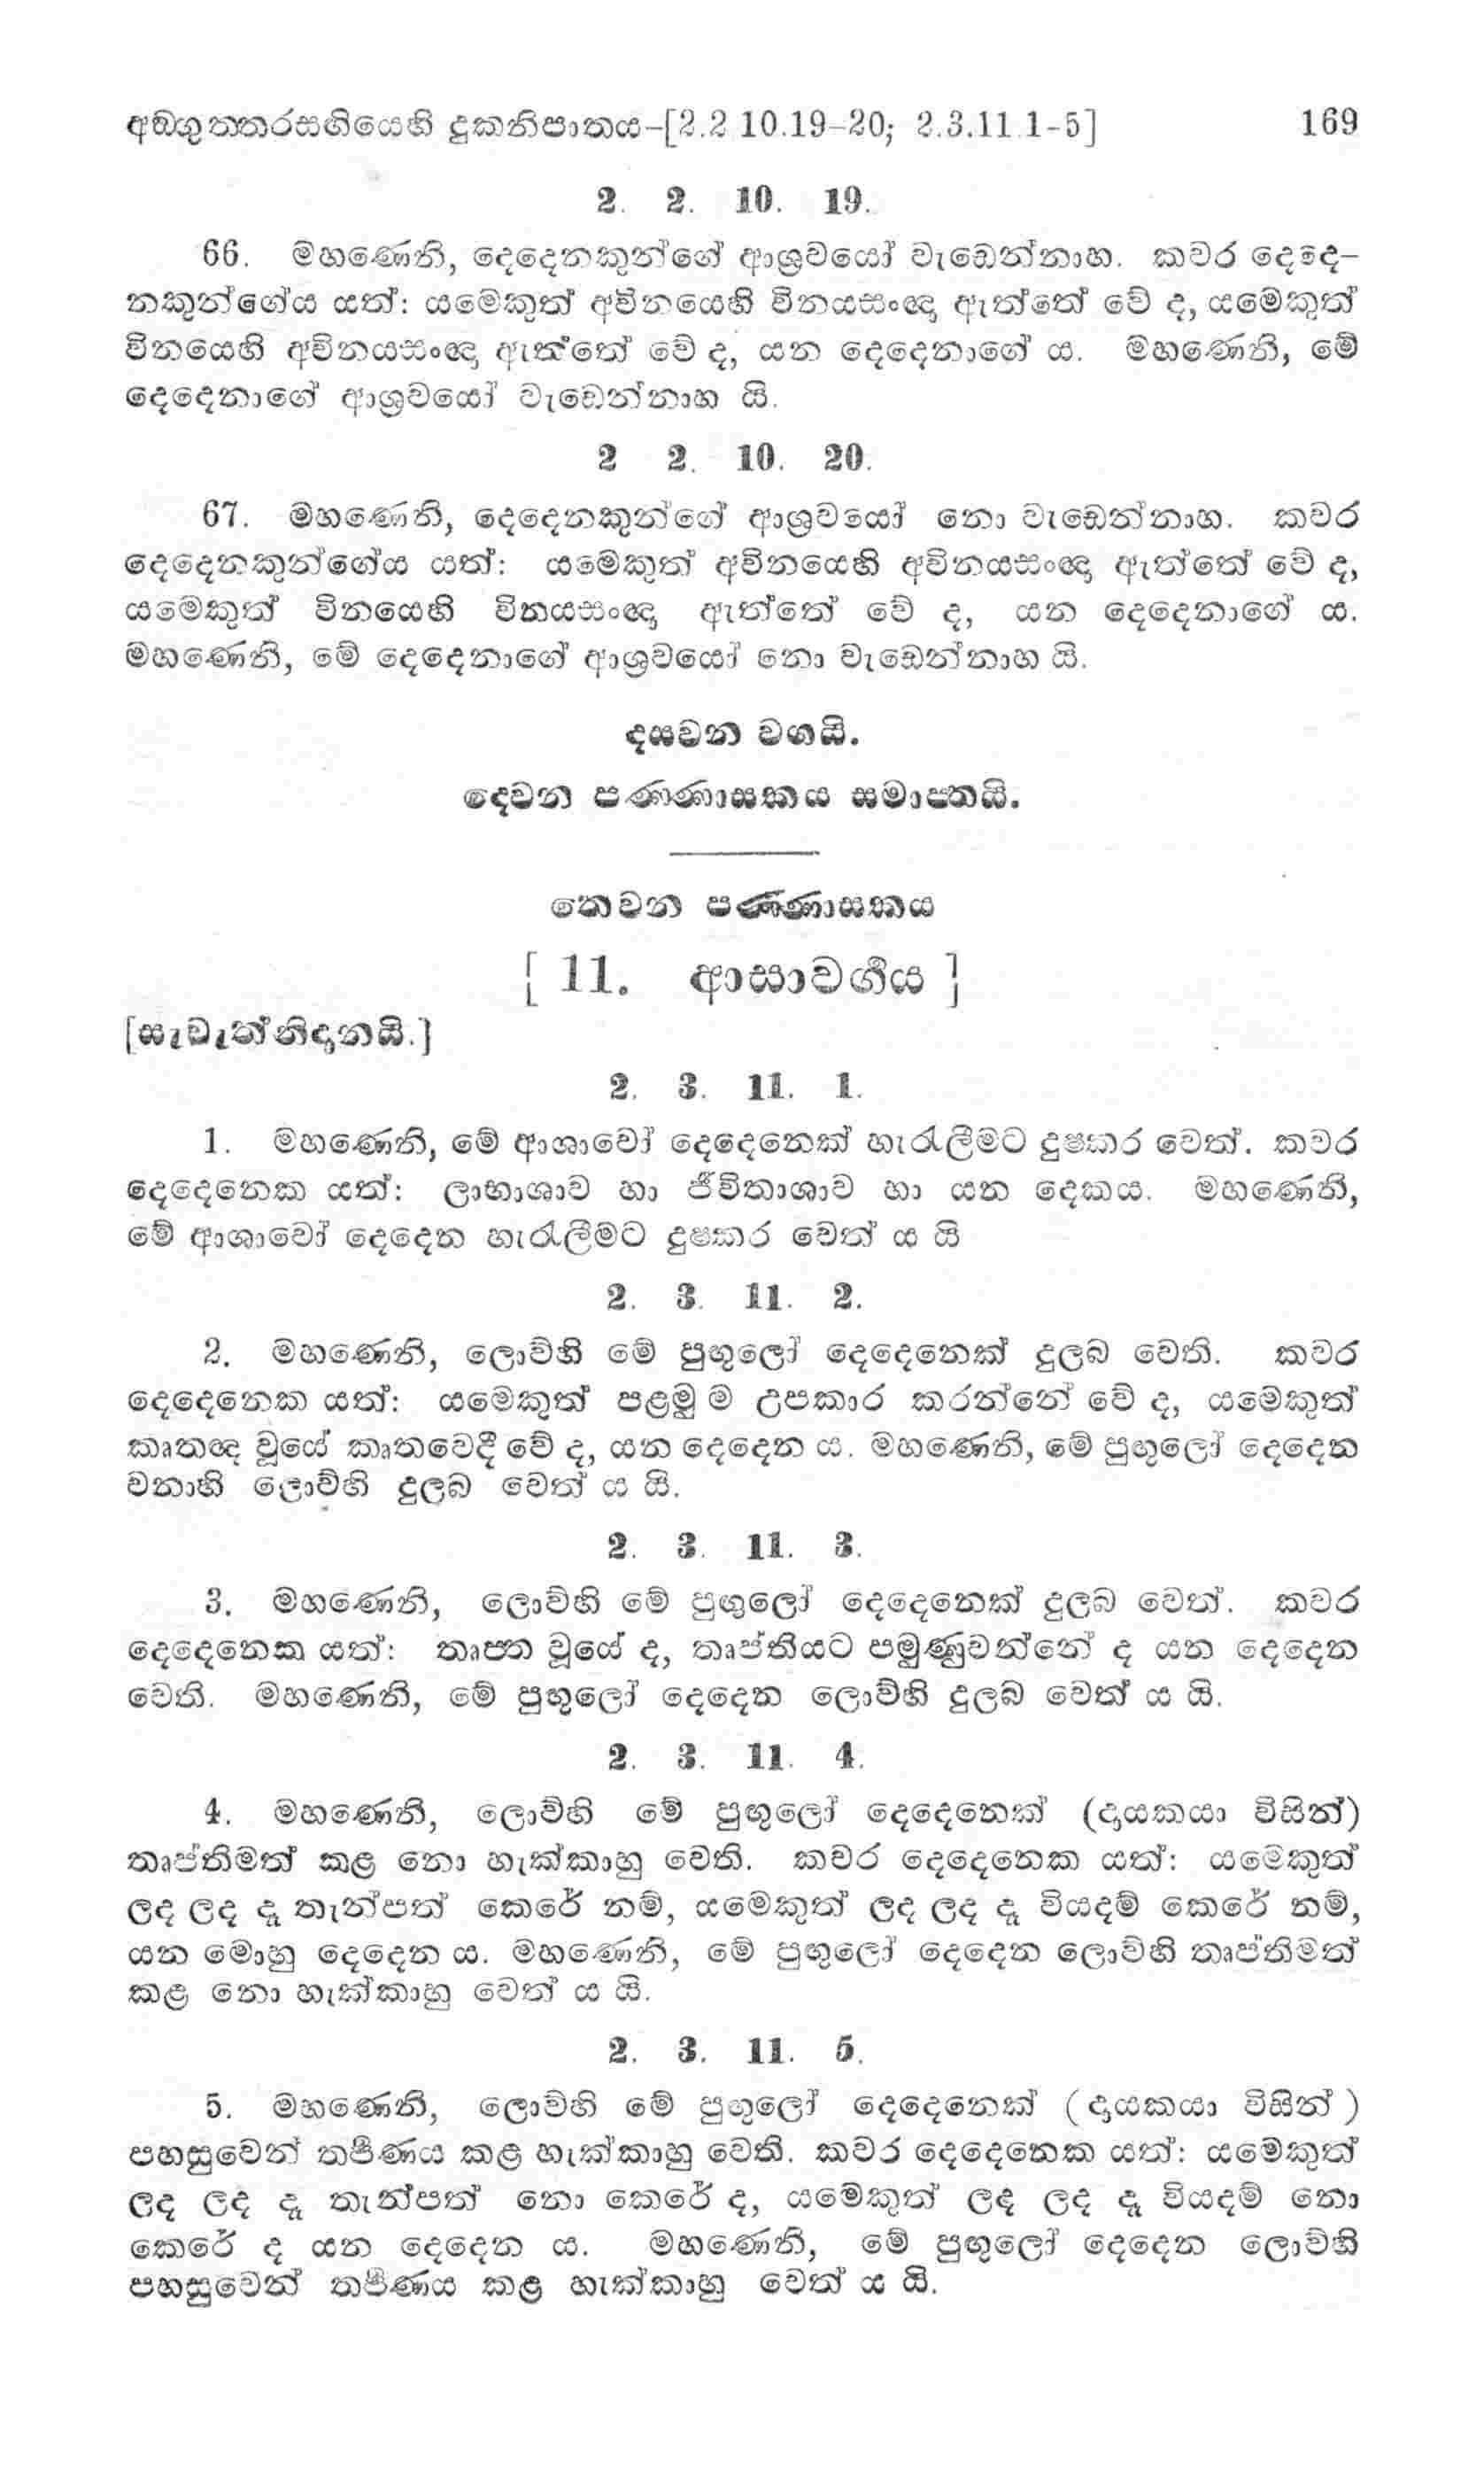 අඞ්ගුත්තරසඟියෙහි දුකනිපාතය–[2.2 10.19–20; 2.3.11 1-5] 169
2. 2. 10. 19.
66. මහණෙනි, දෙදෙනකුන්ගේ ආශ්‍රවයෝ වැඩෙන්නාහ. කවර දෙදෙ-
නකුන්ගේය යත්: යමෙකුත් අවිනයෙහි විනයසංඥා ඇත්තේ වේ ද, යමෙකුත්
විනයෙහි අවිනයසංඥා ඇත්තේ වේ ද, යන දෙදෙනාගේ ය. මහණෙනි, මේ
දෙදෙනාගේ ආශ්‍රවයෝ වැඩෙන්නාහ යි.
2 2. 10. 20.
67. මහණෙනි, දෙදෙනකුන්ගේ ආශ්‍රවයෝ නො වැඩෙන්නාහ. කවර
දෙදෙනකුන්ගේය යත්: යමෙකුත් අවිනයෙහි අවිනයසංඥා ඇත්තේ වේ ද,
යමෙකුත් විනයෙහි විනයසංඥා ඇත්තේ වේ ද, යන දෙදෙනාගේ ය.
මහණෙනි, මේ දෙදෙනාගේ ආශ්‍රවයෝ නො වැඩෙන්නාහ යි.
දසවන වගයි.
දෙවන පණ්ණාසකය සමාප්තයි.
තෙවන පණ්ණාසකය
[ 11. ආසාවර්‍ගය ]
[සැවැත්නිදානයි.]
2. 3. 11. 1.
1. මහණෙනි, මේ ආශාවෝ දෙදෙනෙක් හැරැලීමට දුෂ්කර වෙත්. කවර
දෙදෙනෙක යත්: ලාභාශාව හා ජීවිතාශාව හා යන දෙකය. මහණෙනි,
මේ ආශාවෝ දෙදෙන හැරැලීමට දුෂ්කර වෙත් ය යි
2. 3. 11. 2.
2. මහණෙනි, ලොව්හි මේ පුඟුලෝ දෙදෙනෙක් දුලබ වෙති. කවර
දෙදෙනෙක යත්: යමෙකුත් පළමු ම උපකාර කරන්නේ වේ ද, යමෙකුත්
කෘතඥ වූයේ කෘතවෙදී වේ ද, යන දෙදෙන ය. මහණෙනි, මේ පුඟුලෝ දෙදෙන
වනාහි ලොව්හි දුලබ වෙත් ය යි.
2. 3. 11. 3.
3. මහණෙනි, ලොව්හි මේ පුඟුලෝ දෙදෙනෙක් දුලබ වෙත්. කවර
දෙදෙනෙක යත්: තෘප්ත වූයේ ද, තෘප්තියට පමුණුවන්නේ ද යන දෙදෙන
වෙති. මහණෙනි, මේ පුඟුලෝ දෙදෙන ලොව්හි දුලබ වෙත් ය යි.
2. 3. 11. 4.
4. මහණෙනි, ලොව්හි මේ පුඟුලෝ දෙදෙනෙක් (දායකයා විසින්)
තෘප්තිමත් කළ නො හැක්කාහු වෙති. කවර දෙදෙනෙක යත්: යමෙකුත්
ලද ලද දෑ තැන්පත් කෙරේ නම්, යමෙකුත් ලද ලද දෑ වියදම් කෙරේ නම්,
යන මොහු දෙදෙන ය. මහණෙනි, මේ පුඟුලෝ දෙදෙන ලොව්හි තෘප්තිමත්
කළ නො හැක්කාහු වෙත් ය යි.
2. 3. 11. 5.
5. මහණෙනි, ලොව්හි මේ පුඟුලෝ දෙදෙනෙක් (දායකයා විසින්)
පහසුවෙන් තර්‍පණය කළ හැක්කාහු වෙති. කවර දෙදෙනෙක යත්: යමෙකුත්
ලද ලද දෑ තැන්පත් නො කෙරේ ද, යමෙකුත් ලද ලද දෑ වියදම් නො
කෙරේ ද යන දෙදෙන ය. මහණෙනි, මේ පුඟුලෝ දෙදෙන ලොව්හි
පහසුවෙන් තර්‍පණය කළ හැක්කාහු වෙත් ය යි.